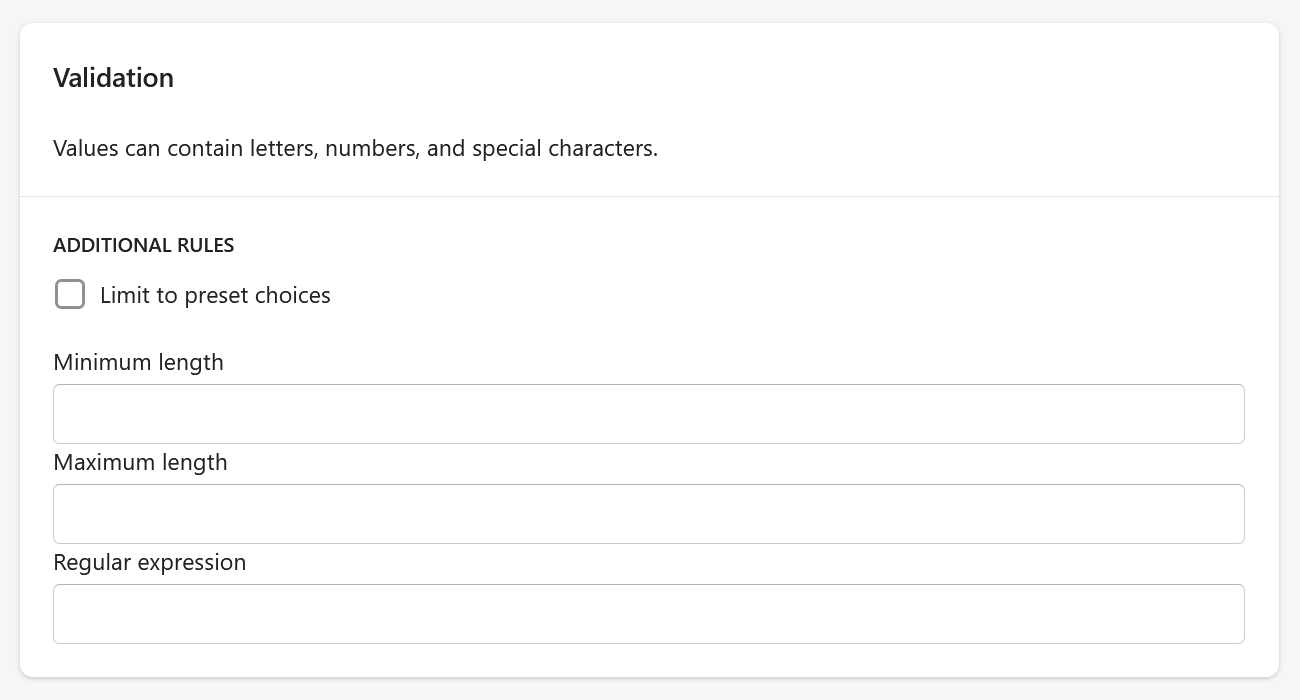 Validation
Values can contain letters, numbers, and special characters.
ADDITIONAL RULES
Limit to preset choices
Minimum length
Maximum length
Regular expression